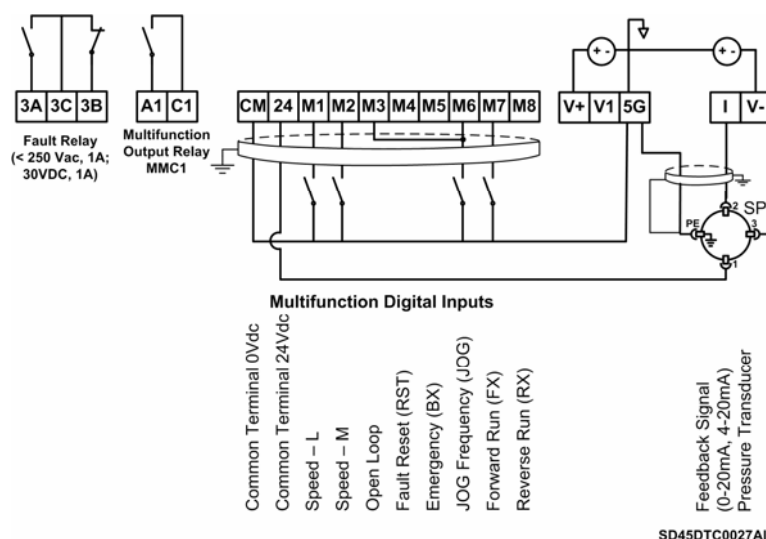 3A 3C 3B
A1 C1
CM 24 M1 M2 M3 M4 M5 M6 M7 M8
V+ V1 5G
I V-
+ -
+ -
Fault Relay
(< 250 Vac, 1A;
30VDC, 1A)
Multifunction
Output Relay
MMC1
2
SP
PE
3
1
Multifunction Digital Inputs
Common Terminal 0Vdc
Common Terminal 24Vdc
Speed – L
Speed – M
Open Loop
Fault Reset (RST)
Emergency (BX)
JOG Frequency (JOG)
Forward Run (FX)
Reverse Run (RX)
Feedback Signal
(0-20mA, 4-20mA)
Pressure Transducer